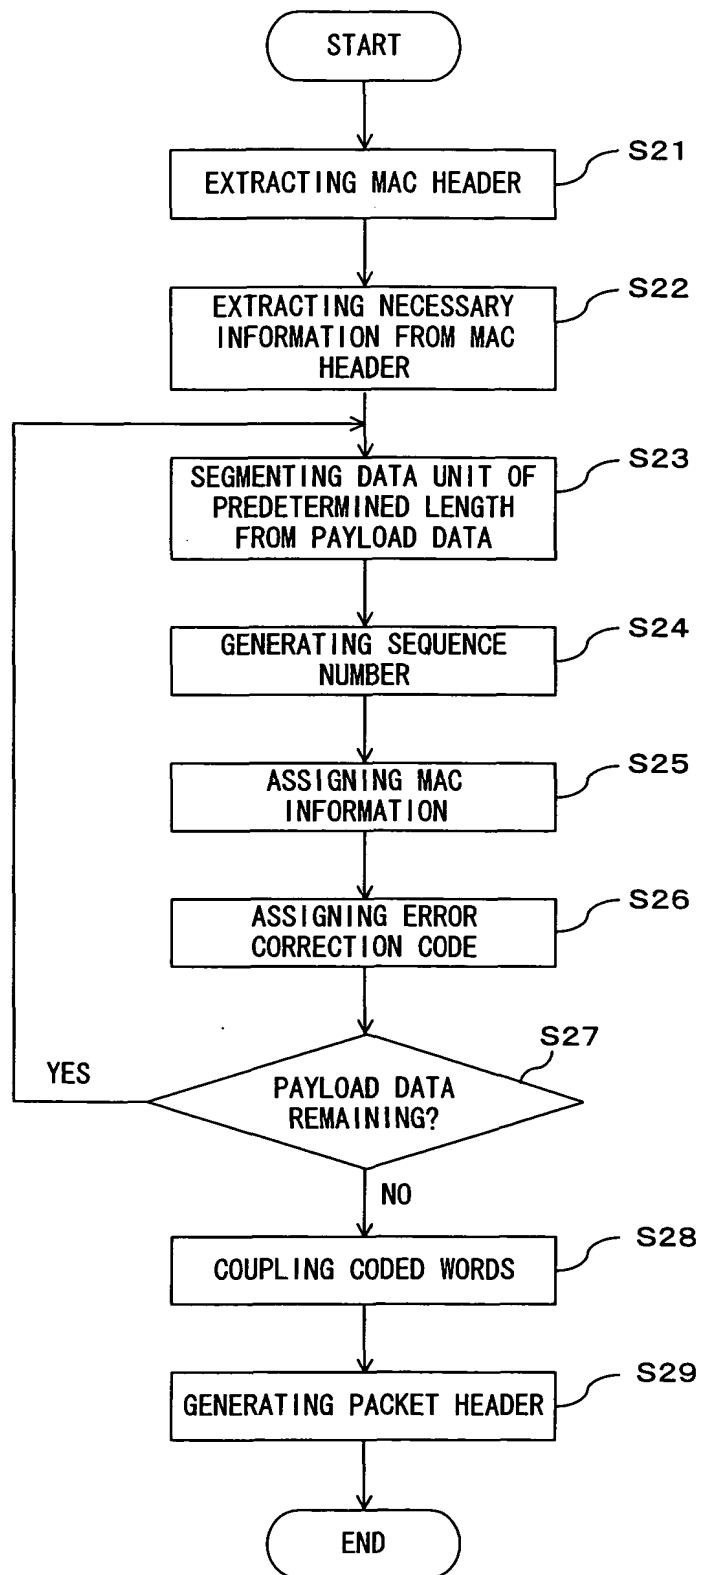 START
S21
EXTRACTING MAC HEADER
S22
EXTRACTING NECESSARY
INFORMATION FROM MAC
HEADER
S23
SEGMENTING DATA UNIT OF
PREDETERMINED LENGTH
FROM PAYLOAD DATA
S24
GENERATING SEQUENCE
NUMBER
S25
ASSIGNING MAC
INFORMATION
S26
ASSIGNING ERROR
CORRECTION CODE
S27
YES
PAYLOAD DATA
REMAINING?
NO
S28
COUPLING CODED WORDS
S29
GENERATING PACKET HEADER
END